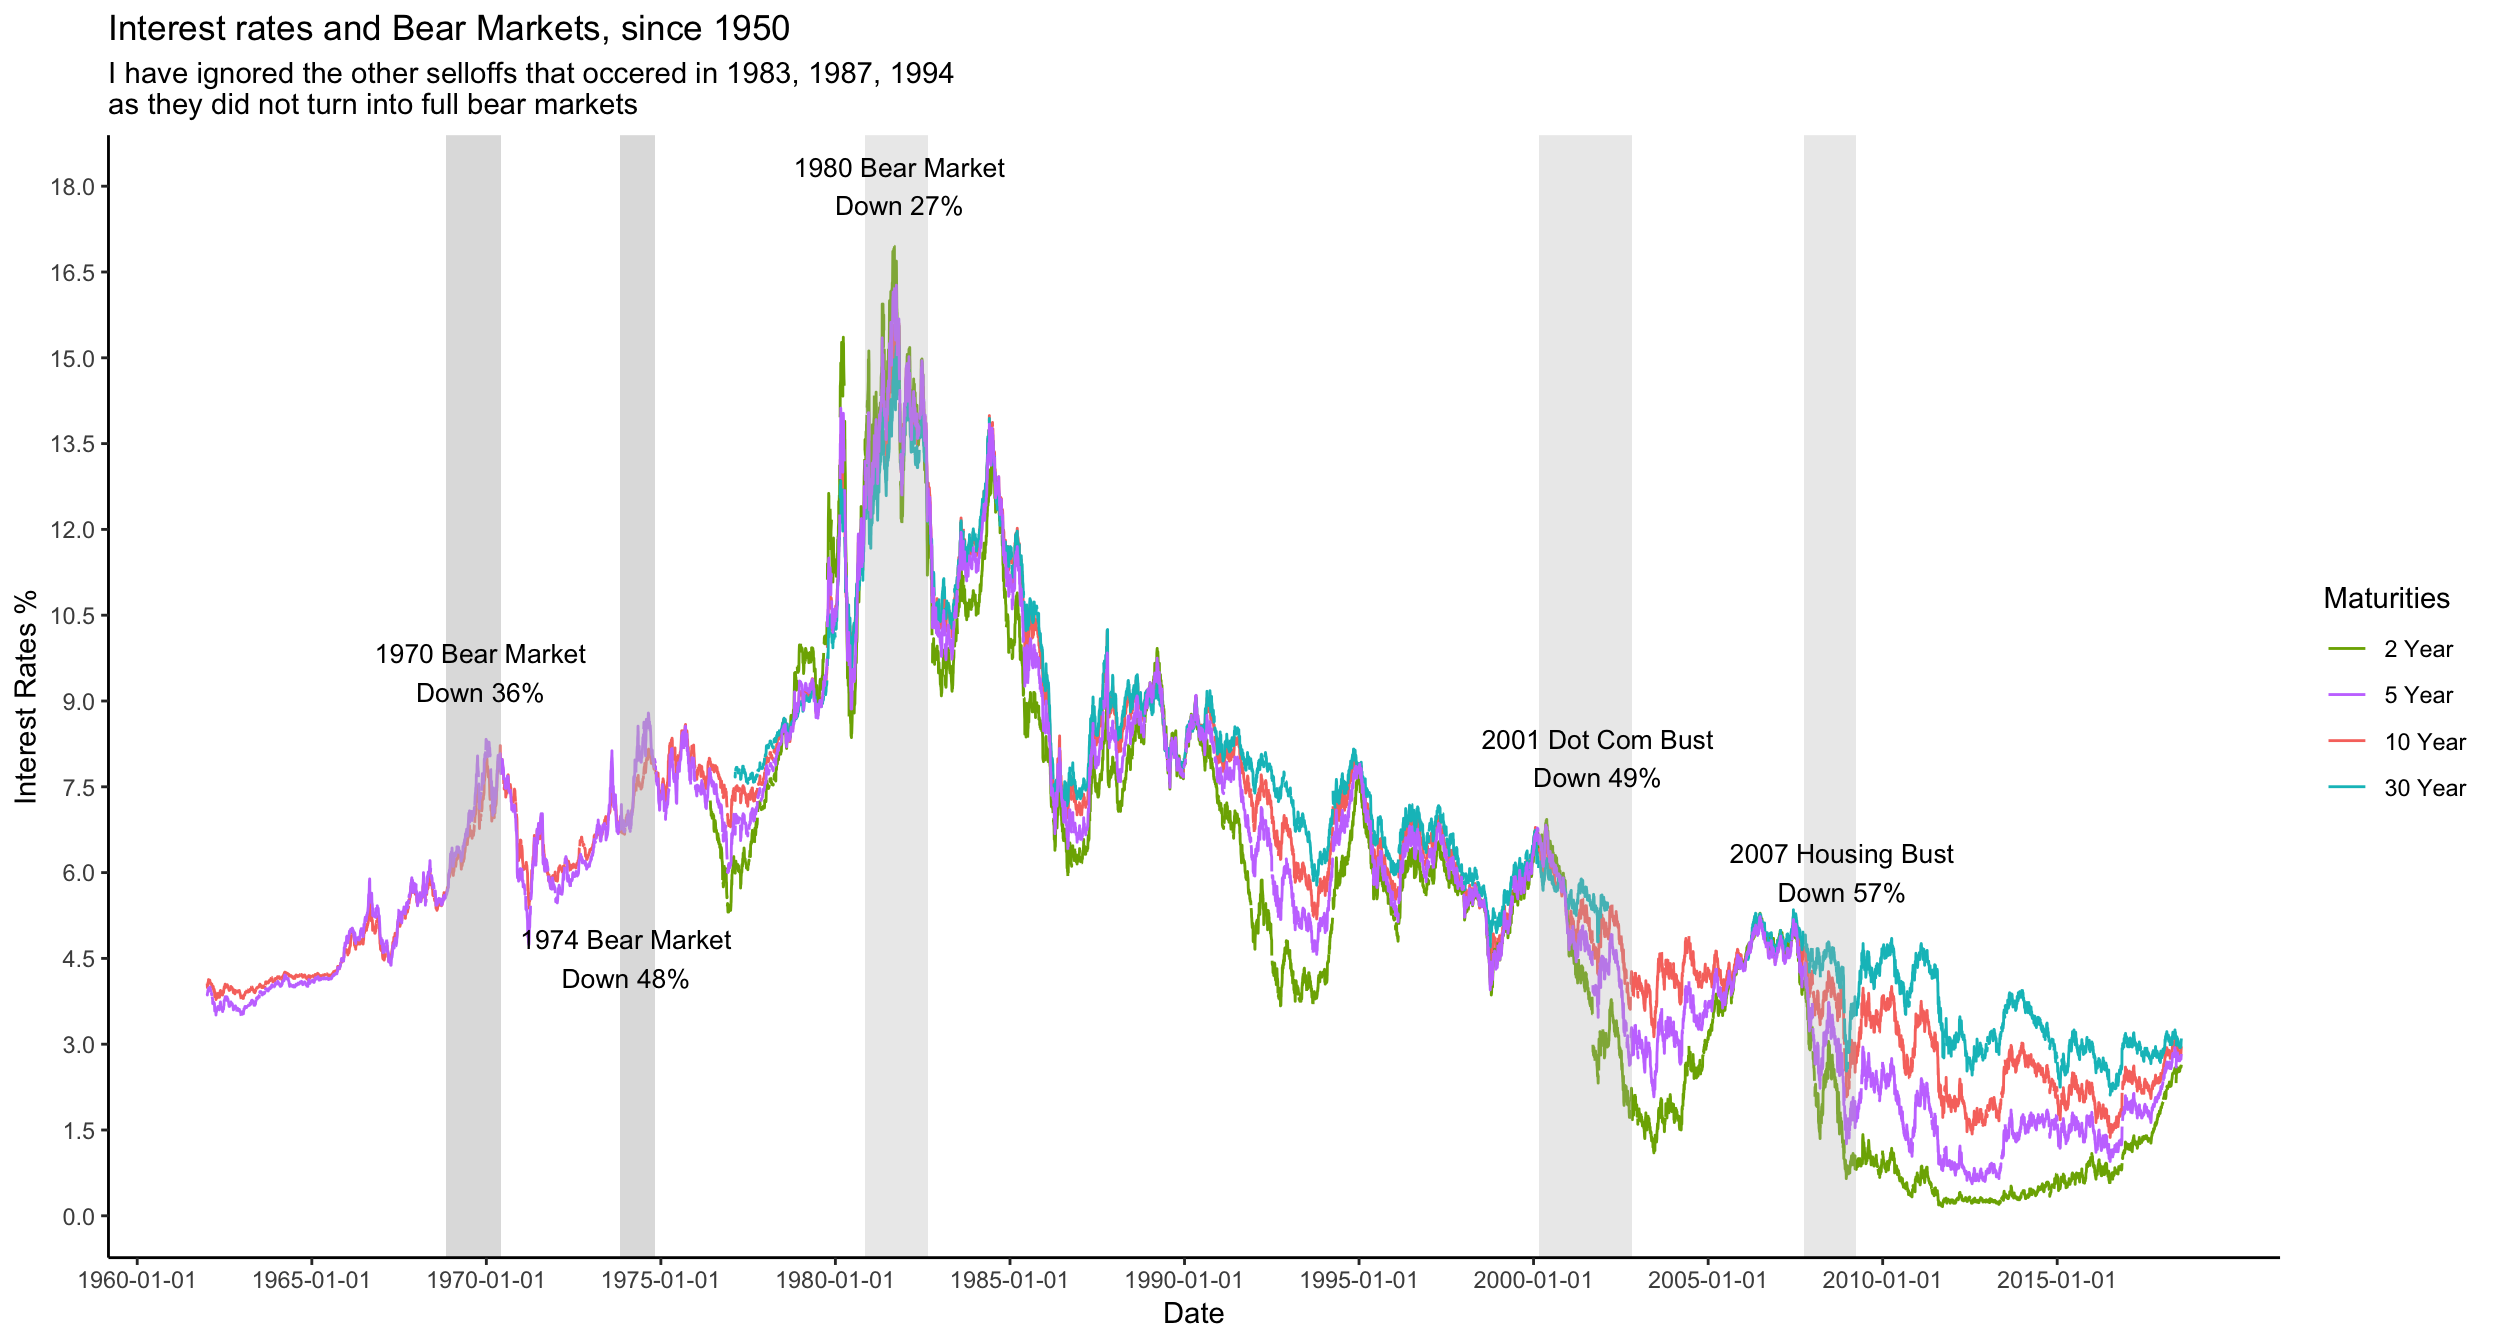 Interest rates and Bear Markets, since 1950
I have ignored the other selloffs that occered in 1983, 1987, 1994
as they did not turn into full bear markets
1980 Bear Market
Down 27%
1970 Bear Market
Down 36%
1974 Bear Market
Down 48%
2001 Dot Com Bust
Down 49%
2007 Housing Bust
Down 57%
Interest Rates %
18.0
16.5
15.0
13.5
12.0
10.5
9.0
7.5
6.0
4.5
3.0
1.5
0.0
1960-01-01
1965-01-01
1970-01-01
1975-01-01
1980-01-01
1985-01-01
1990-01-01
1995-01-01
2000-01-01
2005-01-01
2010-01-01
2015-01-01
Date
Maturities
2 Year
5 Year
10 Year
30 Year